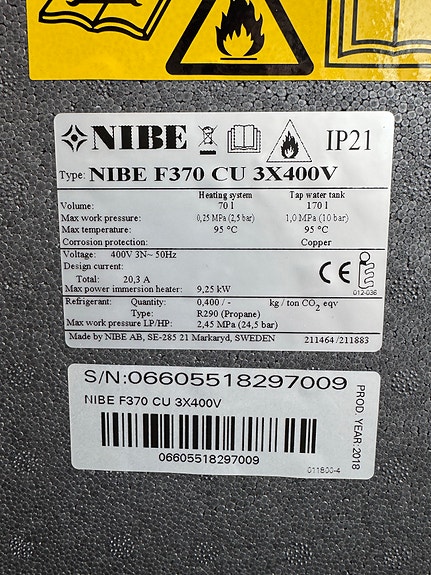 NIBE IP21
Type: NIBE F370 CU 3X400V
Heating system Tap water tank
Volume: 70 l 170 l
Max work pressure: 0,25 MPa (2,5 bar) 1,0 MPa (10 bar)
Max temperature: 95 °C 95 °C
Corrosion protection: Copper
Voltage: 400V 3N~ 50Hz
Design current:
Total: 20,3 A
Max power immersion heater: 9,25 kW
CE
012-036
Refrigerant: Quantity: 0,400 / - kg / ton CO2 eqv
Type: R290 (Propane)
Max work pressure LP/HP: 2,45 MPa (24,5 bar)
Made by NIBE AB, SE-285 21 Markaryd, SWEDEN 211464 /211883
S/N:06605518297009
NIBE F370 CU 3X400V
06605518297009
011800-4
PROD. YEAR:2018